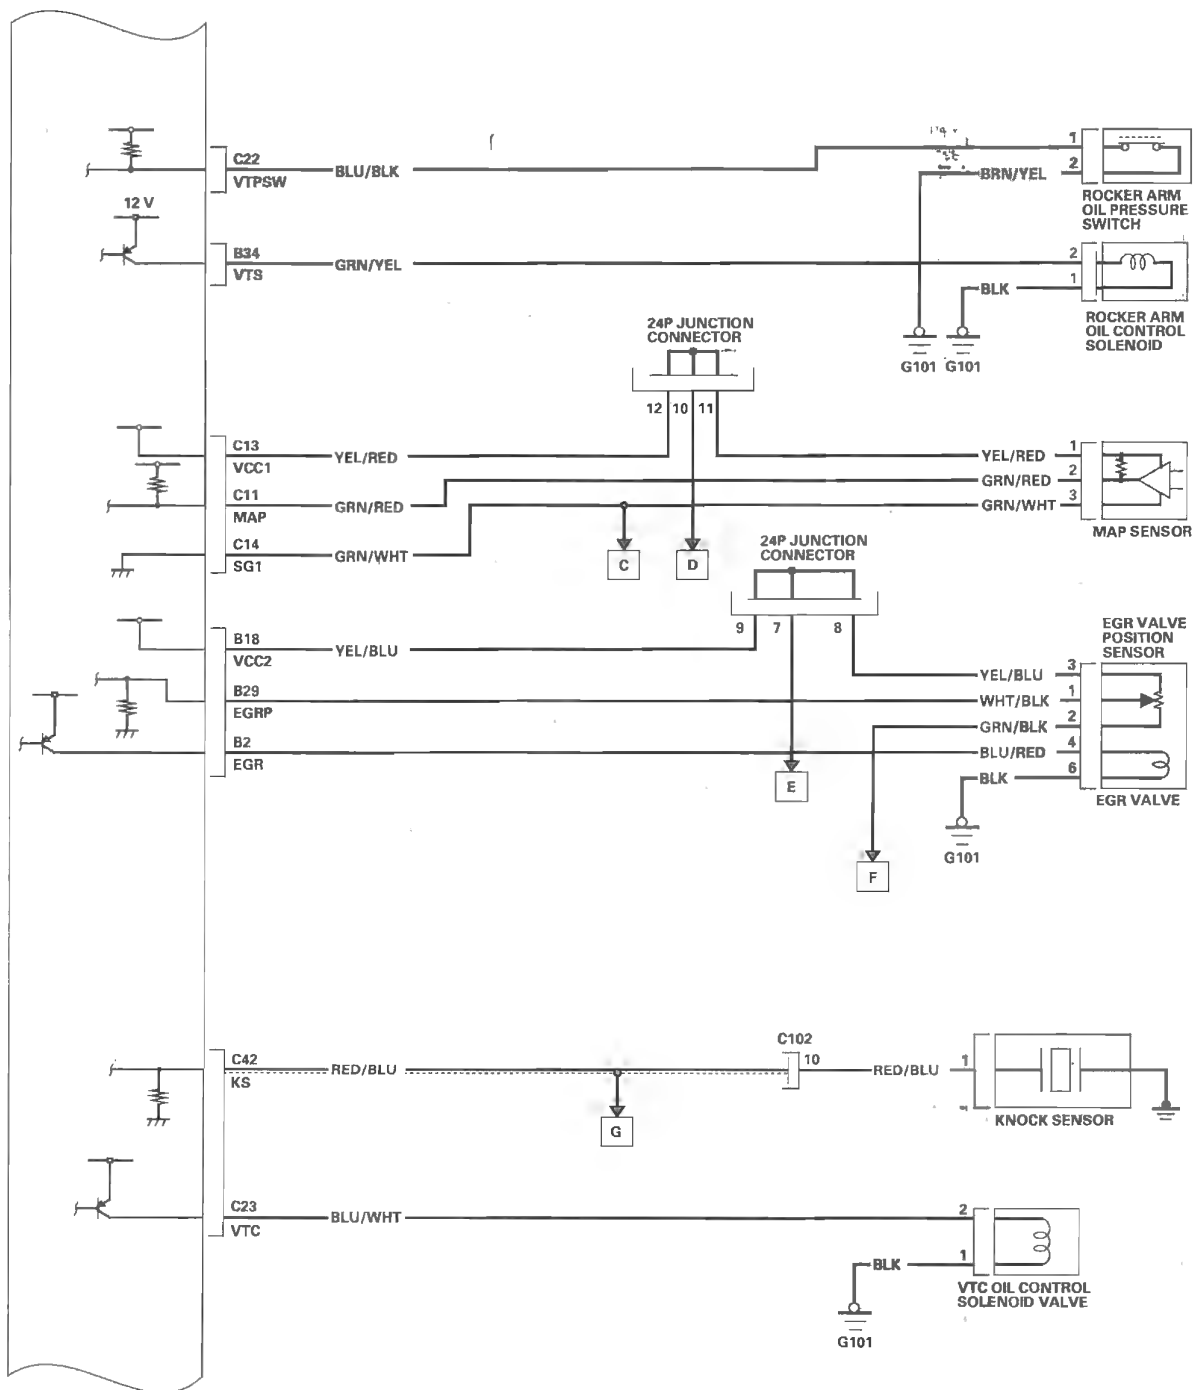 C22
VTPSW
BLU/BLK
1
2
BRN/YEL
ROCKER ARM
OIL PRESSURE
SWITCH
12 V
B34
VTS
GRN/YEL
2
1
BLK
ROCKER ARM
OIL CONTROL
SOLENOID
G101 G101
24P JUNCTION
CONNECTOR
12 10 11
C13
VCC1
YEL/RED
YEL/RED
1
C11
MAP
GRN/RED
GRN/RED
2
C14
SG1
GRN/WHT
GRN/WHT
3
MAP SENSOR
C
D
24P JUNCTION
CONNECTOR
9 7 8
EGR VALVE
POSITION
SENSOR
B18
VCC2
YEL/BLU
YEL/BLU
3
B29
EGRP
WHT/BLK
1
GRN/BLK
2
B2
EGR
BLU/RED
4
BLK
6
EGR VALVE
E
G101
F
C42
KS
RED/BLU
C102
10
RED/BLU
1
KNOCK SENSOR
G
C23
VTC
BLU/WHT
2
BLK
1
VTC OIL CONTROL
SOLENOID VALVE
G101